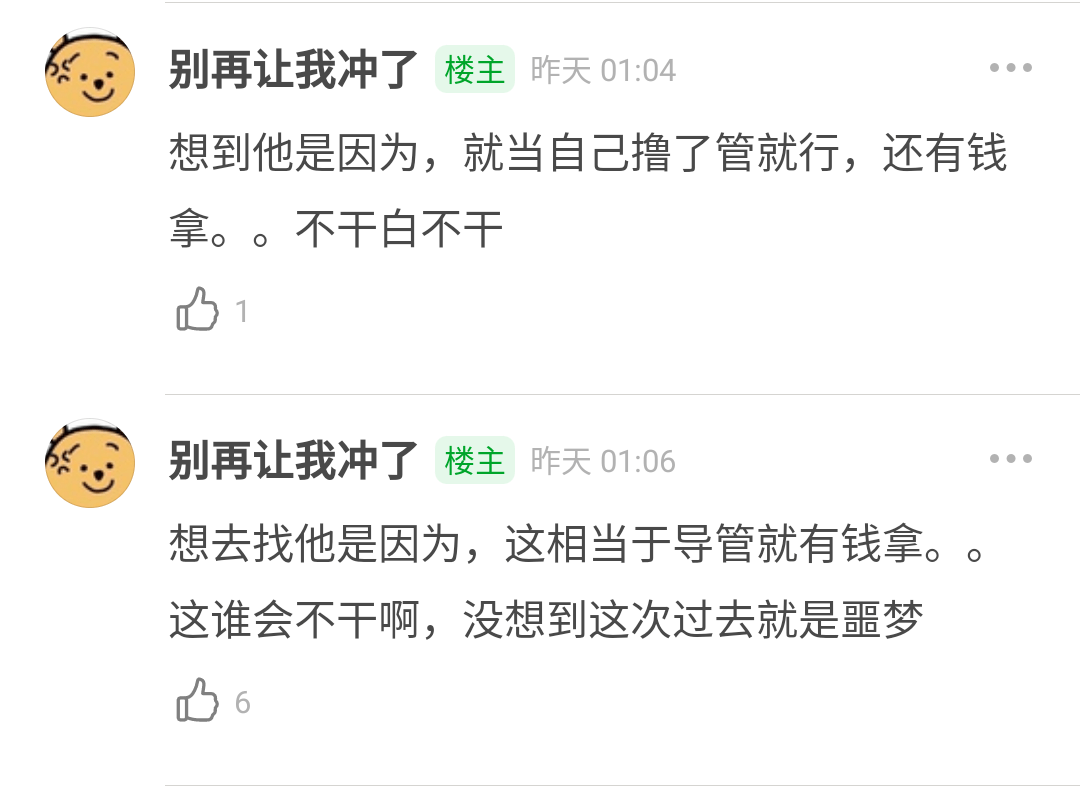 别再让我冲了 楼主 昨天 01:04
想到他是因为，就当自己撸了管就行，还有钱
拿。。不干白不干
1
别再让我冲了 楼主 昨天 01:06
想去找他是因为，这相当于导管就有钱拿。。
这谁会不干啊，没想到这次过去就是噩梦
6